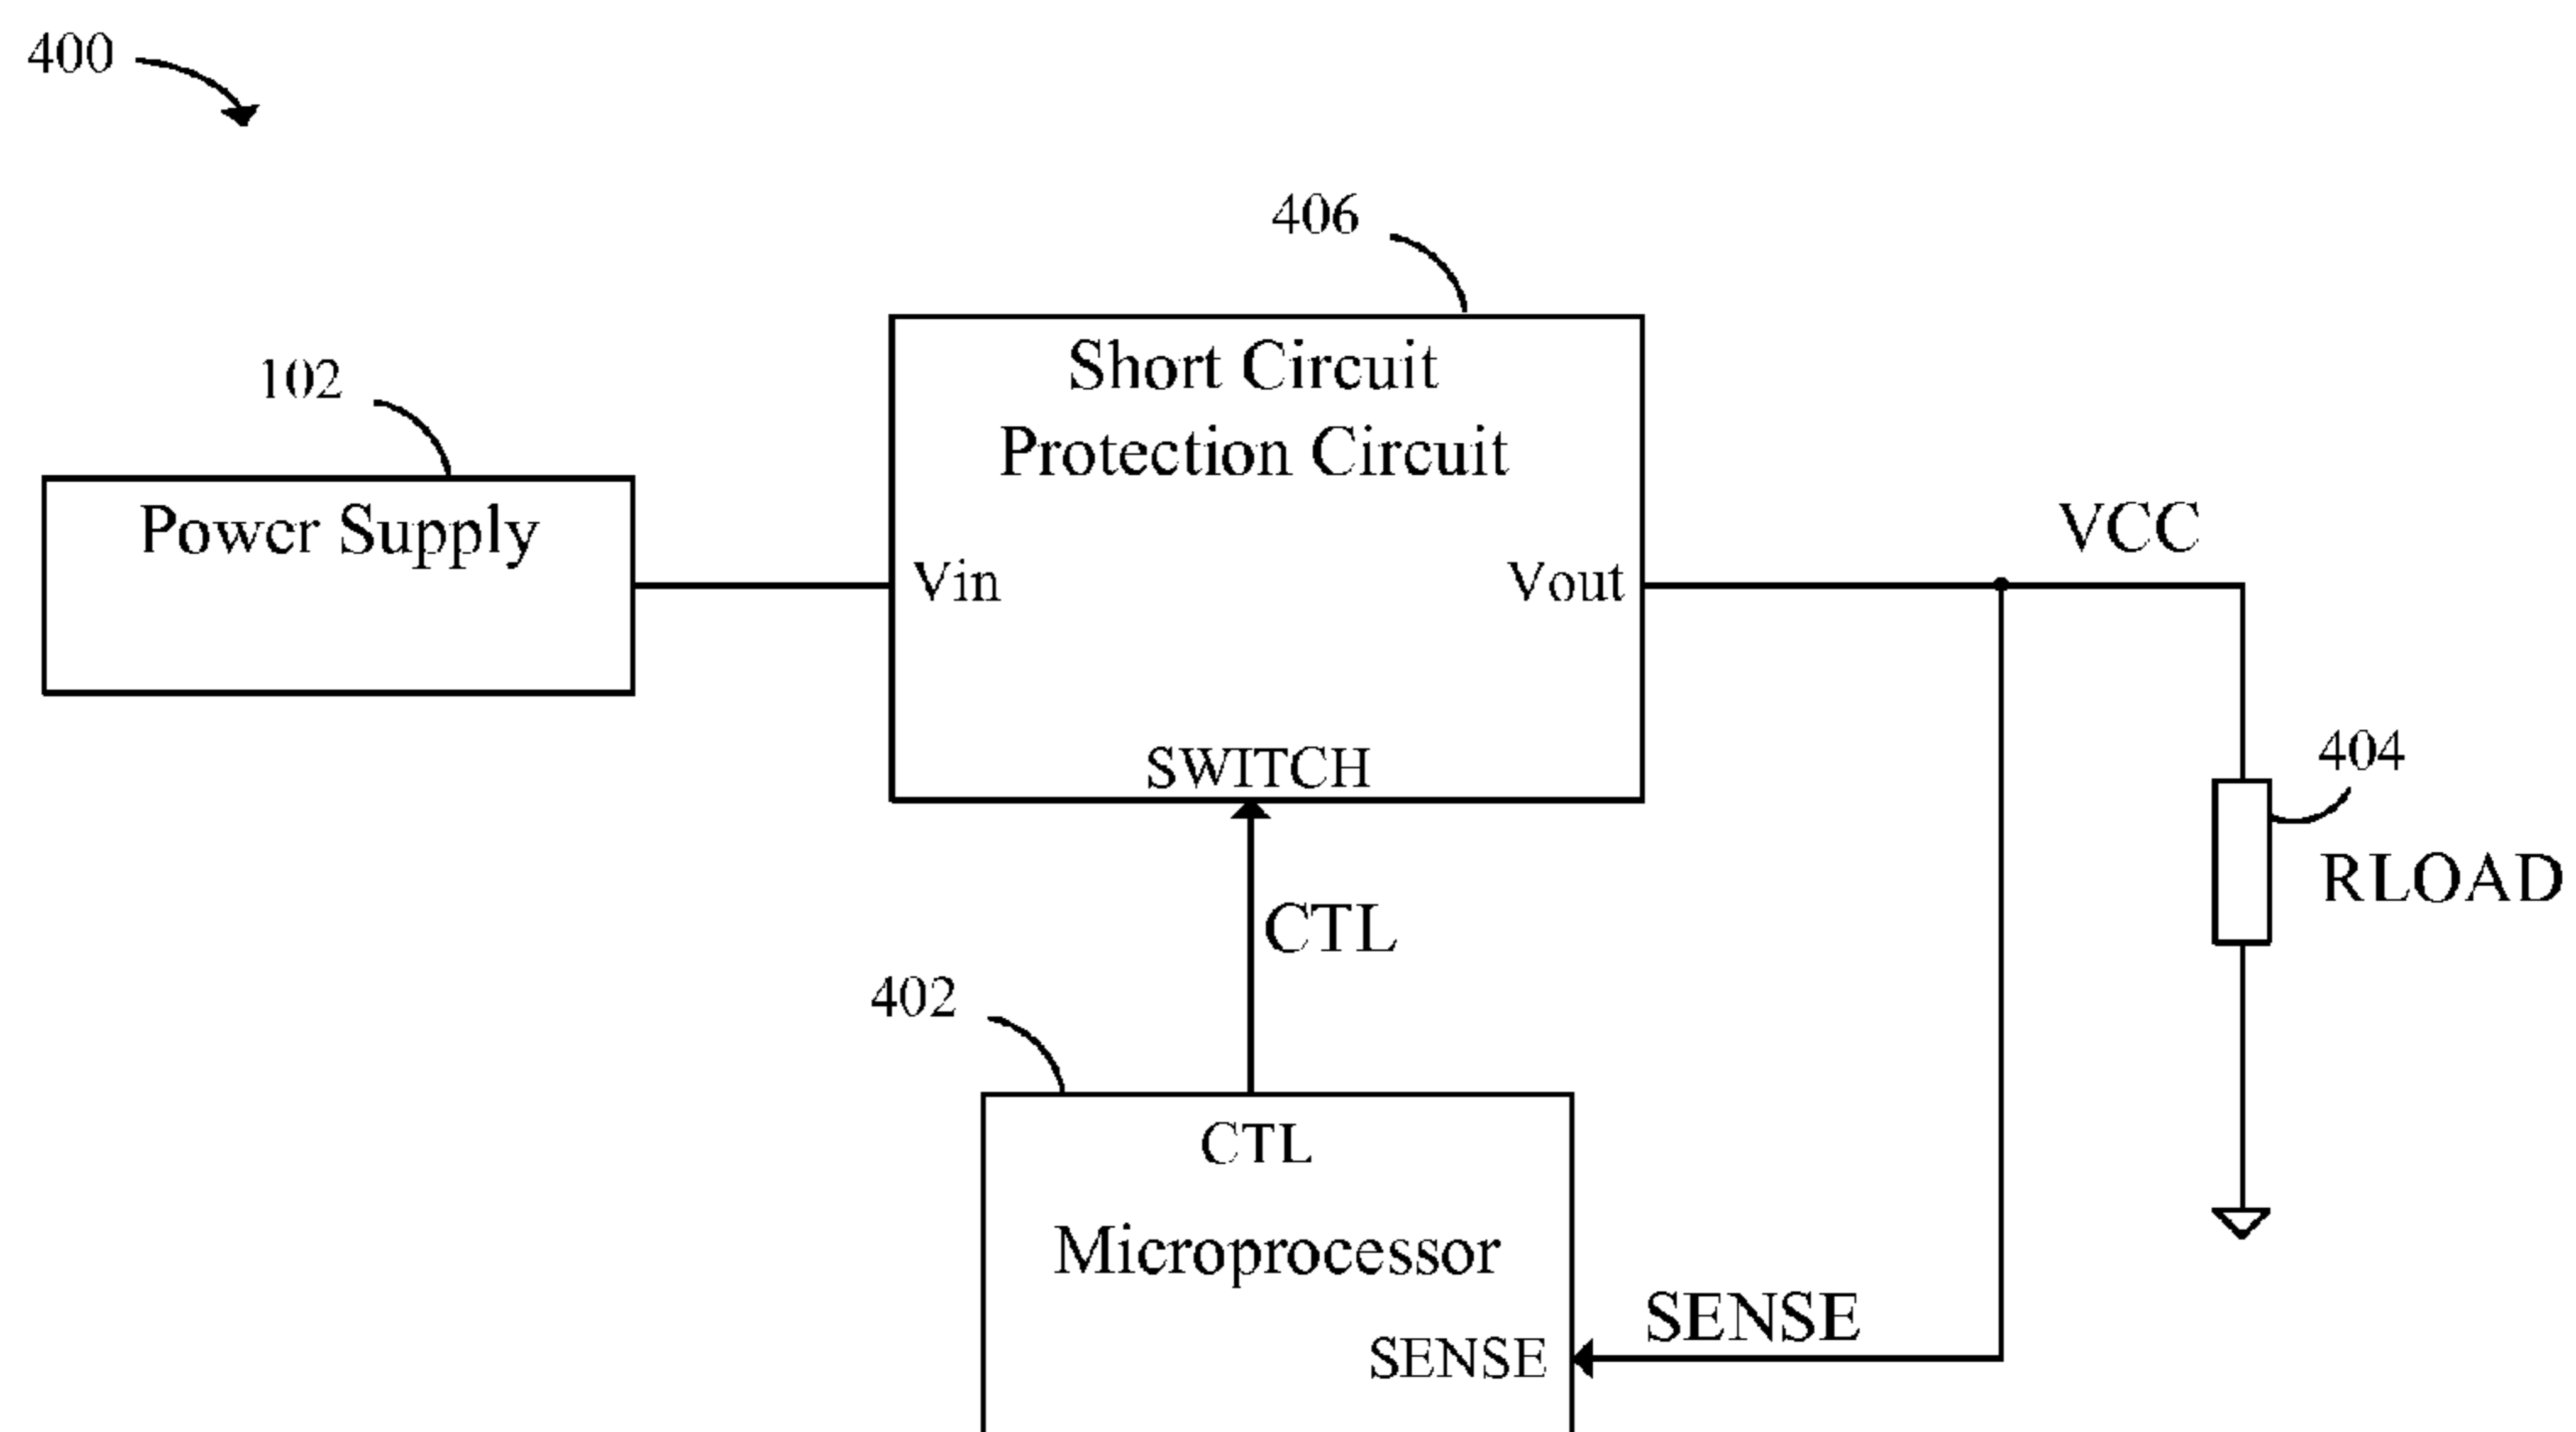 400
406
Short Circuit
Protection Circuit
102
Power Supply
Vin
Vout
VCC
SWITCH
404
RLOAD
CTL
402
CTL
Microprocessor
SENSE
SENSE